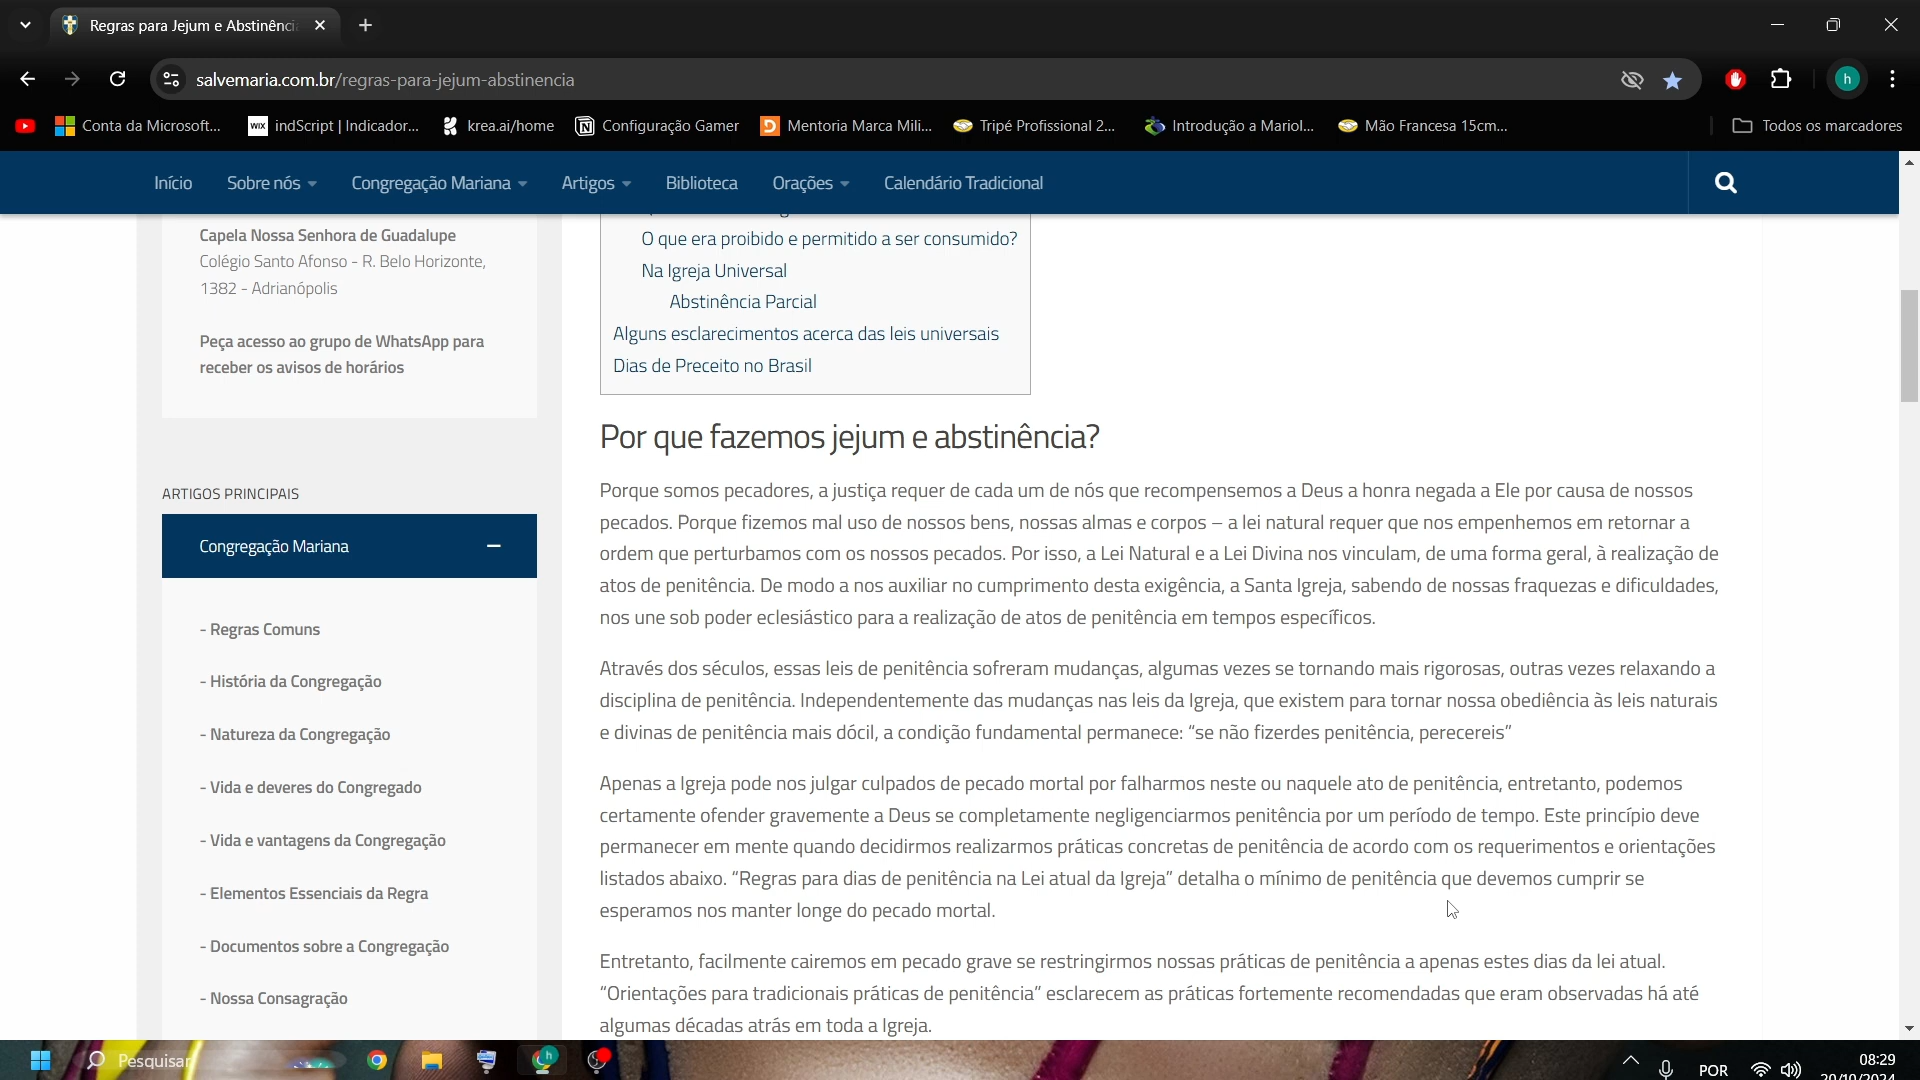 Regras para Jejum e Abstinênci
salvemaria.com.br/regras-para-jejum-abstinencia
h
Conta da Microsoft...
WiX
indScript | Indicador...
krea.ai/home
Configuração Gamer
Mentoria Marca Mili...
Tripé Profissional 2...
Introdução a Mariol...
Mão Francesa 15cm...
Todos os marcadores
Início
Sobre nós
Congregação Mariana
Artigos
Biblioteca
Orações
Calendário Tradicional
Capela Nossa Senhora de Guadalupe
Colégio Santo Afonso - R. Belo Horizonte,
1382 - Adrianópolis
Peça acesso ao grupo de WhatsApp para
receber os avisos de horários
ARTIGOS PRINCIPAIS
Congregação Mariana
- Regras Comuns
- História da Congregação
- Natureza da Congregação
- Vida e deveres do Congregado
- Vida e vantagens da Congregação
- Elementos Essenciais da Regra
- Documentos sobre a Congregação
- Nossa Consagração
O que era proibido e permitido a ser consumido?
Na Igreja Universal
Abstinência Parcial
Alguns esclarecimentos acerca das leis universais
Dias de Preceito no Brasil
Por que fazemos jejum e abstinência?
Porque somos pecadores, a justiça requer de cada um de nós que recompensemos a Deus a honra negada a Ele por causa de nossos
pecados. Porque fizemos mal uso de nossos bens, nossas almas e corpos – a lei natural requer que nos empenhemos em retornar a
ordem que perturbamos com os nossos pecados. Por isso, a Lei Natural e a Lei Divina nos vinculam, de uma forma geral, à realização de
atos de penitência. De modo a nos auxiliar no cumprimento desta exigência, a Santa Igreja, sabendo de nossas fraquezas e dificuldades,
nos une sob poder eclesiástico para a realização de atos de penitência em tempos específicos.
Através dos séculos, essas leis de penitência sofreram mudanças, algumas vezes se tornando mais rigorosas, outras vezes relaxando a
disciplina de penitência. Independentemente das mudanças nas leis da Igreja, que existem para tornar nossa obediência às leis naturais
e divinas de penitência mais dócil, a condição fundamental permanece: “se não fizerdes penitência, perecereis”
Apenas a Igreja pode nos julgar culpados de pecado mortal por falharmos neste ou naquele ato de penitência, entretanto, podemos
certamente ofender gravemente a Deus se completamente negligenciarmos penitência por um período de tempo. Este princípio deve
permanecer em mente quando decidirmos realizarmos práticas concretas de penitência de acordo com os requerimentos e orientações
listados abaixo. “Regras para dias de penitência na Lei atual da Igreja” detalha o mínimo de penitência que devemos cumprir se
esperamos nos manter longe do pecado mortal.
Entretanto, facilmente cairemos em pecado grave se restringirmos nossas práticas de penitência a apenas estes dias da lei atual.
“Orientações para tradicionais práticas de penitência” esclarecem as práticas fortemente recomendadas que eram observadas há até
algumas décadas atrás em toda a Igreja.
Pesquisar
h
POR
08:29
20/10/2024